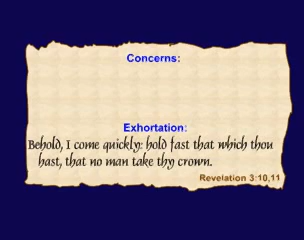 Concerns:
Exhortation:
Behold, I come quickly: hold fast that which thou
hast, that no man take thy crown.
Revelation 3:10,11